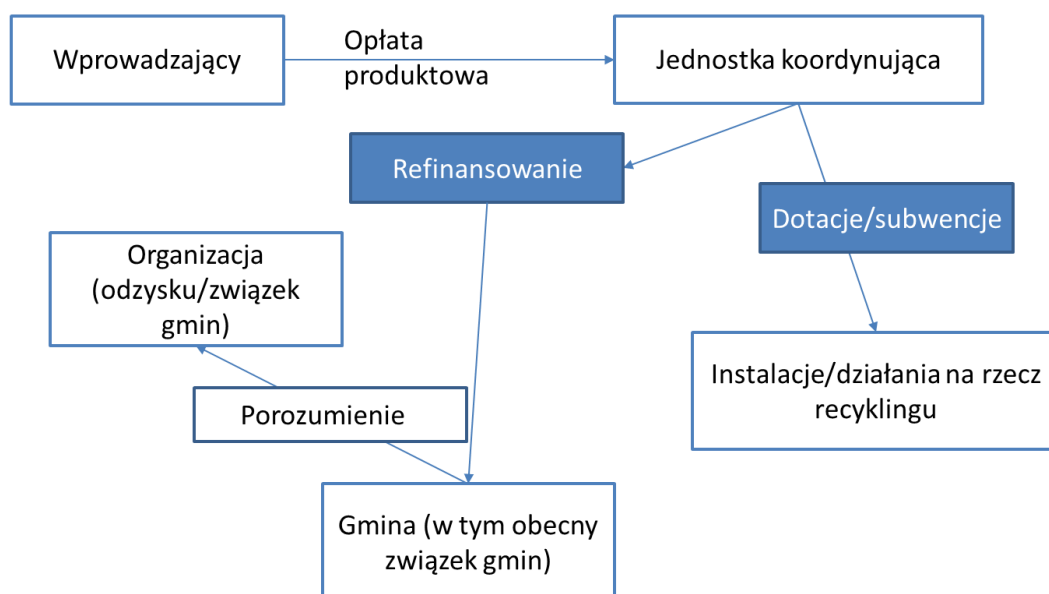 Wprowadzający
Opłata
produktowa
Jednostka koordynująca
Refinansowanie
Dotacje/subwencje
Organizacja
(odzysku/związek
gmin)
Instalacje/działania na rzecz
recyklingu
Porozumienie
Gmina (w tym obecny
związek gmin)